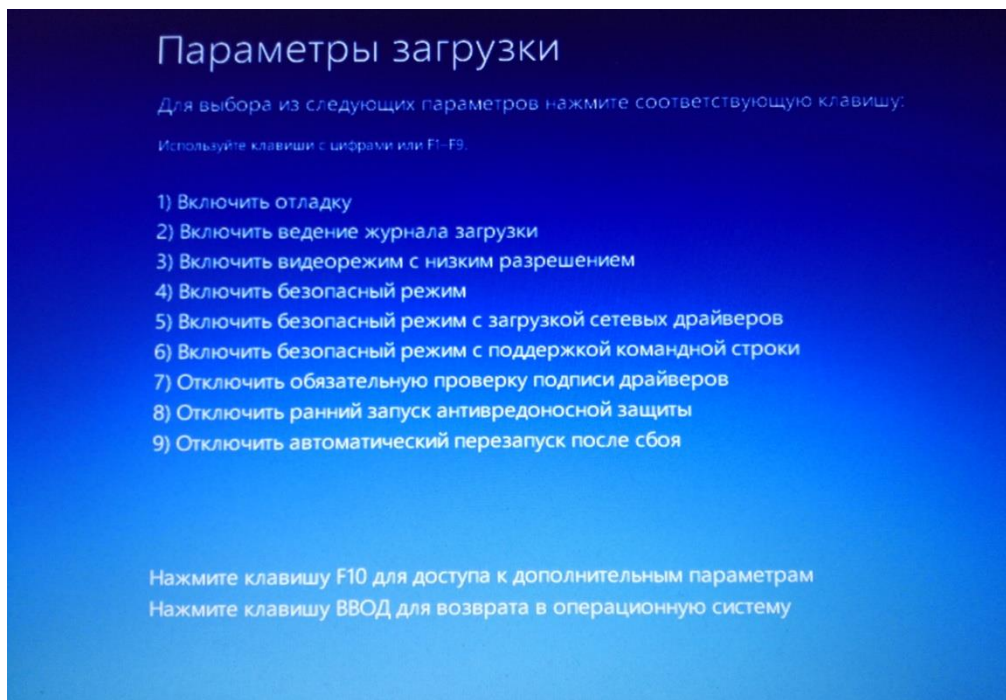 Параметры загрузки
Для выбора из следующих параметров нажмите соответствующую клавишу:
Используйте клавиши с цифрами или F1–F9.
1) Включить отладку
2) Включить ведение журнала загрузки
3) Включить видеорежим с низким разрешением
4) Включить безопасный режим
5) Включить безопасный режим с загрузкой сетевых драйверов
6) Включить безопасный режим с поддержкой командной строки
7) Отключить обязательную проверку подписи драйверов
8) Отключить ранний запуск антивредоносной защиты
9) Отключить автоматический перезапуск после сбоя
Нажмите клавишу F10 для доступа к дополнительным параметрам
Нажмите клавишу ВВОД для возврата в операционную систему